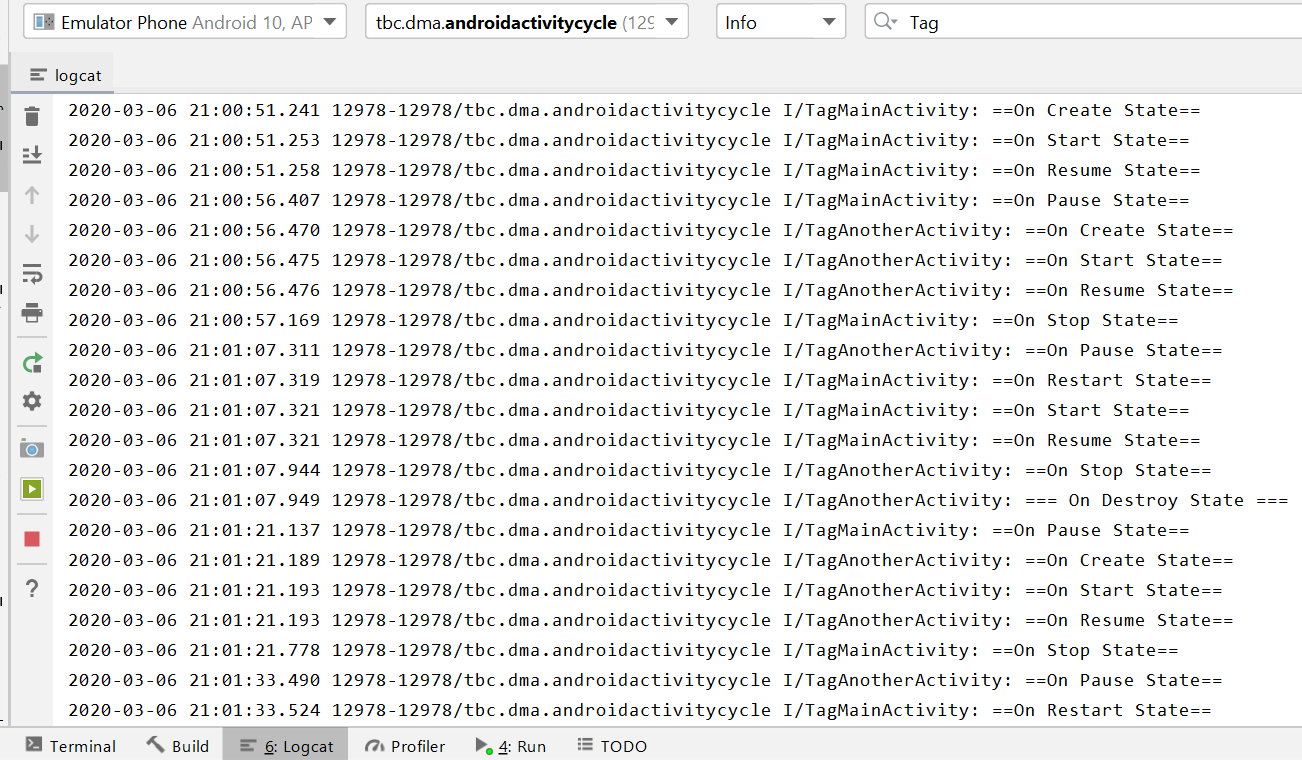 Emulator Phone Android 10, AP
tbc.dma.androidactivitycycle (129
Info
Tag
logcat
2020-03-06 21:00:51.241 12978-12978/tbc.dma.androidactivitycycle I/TagMainActivity: ==On Create State==
2020-03-06 21:00:51.253 12978-12978/tbc.dma.androidactivitycycle I/TagMainActivity: ==On Start State==
2020-03-06 21:00:51.258 12978-12978/tbc.dma.androidactivitycycle I/TagMainActivity: ==On Resume State==
2020-03-06 21:00:56.407 12978-12978/tbc.dma.androidactivitycycle I/TagMainActivity: ==On Pause State==
2020-03-06 21:00:56.470 12978-12978/tbc.dma.androidactivitycycle I/TagAnotherActivity: ==On Create State==
2020-03-06 21:00:56.475 12978-12978/tbc.dma.androidactivitycycle I/TagAnotherActivity: ==On Start State==
2020-03-06 21:00:56.476 12978-12978/tbc.dma.androidactivitycycle I/TagAnotherActivity: ==On Resume State==
2020-03-06 21:00:57.169 12978-12978/tbc.dma.androidactivitycycle I/TagMainActivity: ==On Stop State==
2020-03-06 21:01:07.311 12978-12978/tbc.dma.androidactivitycycle I/TagAnotherActivity: ==On Pause State==
2020-03-06 21:01:07.319 12978-12978/tbc.dma.androidactivitycycle I/TagMainActivity: ==On Restart State==
2020-03-06 21:01:07.321 12978-12978/tbc.dma.androidactivitycycle I/TagMainActivity: ==On Start State==
2020-03-06 21:01:07.321 12978-12978/tbc.dma.androidactivitycycle I/TagMainActivity: ==On Resume State==
2020-03-06 21:01:07.944 12978-12978/tbc.dma.androidactivitycycle I/TagAnotherActivity: ==On Stop State==
2020-03-06 21:01:07.949 12978-12978/tbc.dma.androidactivitycycle I/TagAnotherActivity: === On Destroy State ===
2020-03-06 21:01:21.137 12978-12978/tbc.dma.androidactivitycycle I/TagMainActivity: ==On Pause State==
2020-03-06 21:01:21.189 12978-12978/tbc.dma.androidactivitycycle I/TagAnotherActivity: ==On Create State==
2020-03-06 21:01:21.193 12978-12978/tbc.dma.androidactivitycycle I/TagAnotherActivity: ==On Start State==
2020-03-06 21:01:21.193 12978-12978/tbc.dma.androidactivitycycle I/TagAnotherActivity: ==On Resume State==
2020-03-06 21:01:21.778 12978-12978/tbc.dma.androidactivitycycle I/TagMainActivity: ==On Stop State==
2020-03-06 21:01:33.490 12978-12978/tbc.dma.androidactivitycycle I/TagAnotherActivity: ==On Pause State==
2020-03-06 21:01:33.524 12978-12978/tbc.dma.androidactivitycycle I/TagMainActivity: ==On Restart State==
Terminal Build 6: Logcat Profiler 4: Run TODO